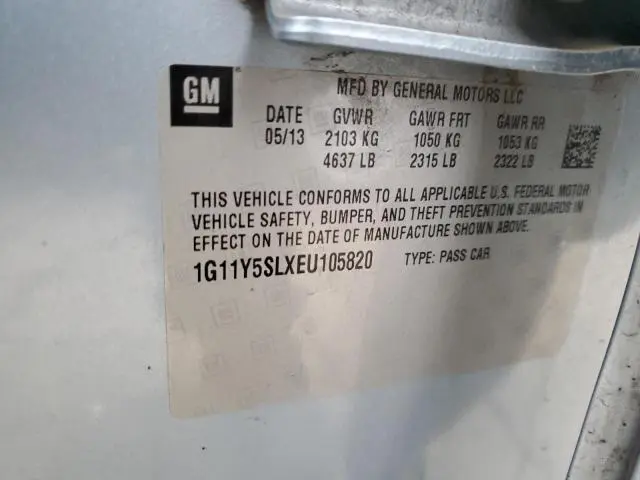 GM
MFD BY GENERAL MOTORS LLC
DATE GVWR GAWR FRT GAWR RR
05/13 2103 KG 1050 KG 1053 KG
4637 LB 2315 LB 2322 LB
THIS VEHICLE CONFORMS TO ALL APPLICABLE U.S. FEDERAL MOTOR
VEHICLE SAFETY, BUMPER, AND THEFT PREVENTION STANDARDS IN
EFFECT ON THE DATE OF MANUFACTURE SHOWN ABOVE.
1G11Y5SLXEU105820 TYPE: PASS CAR